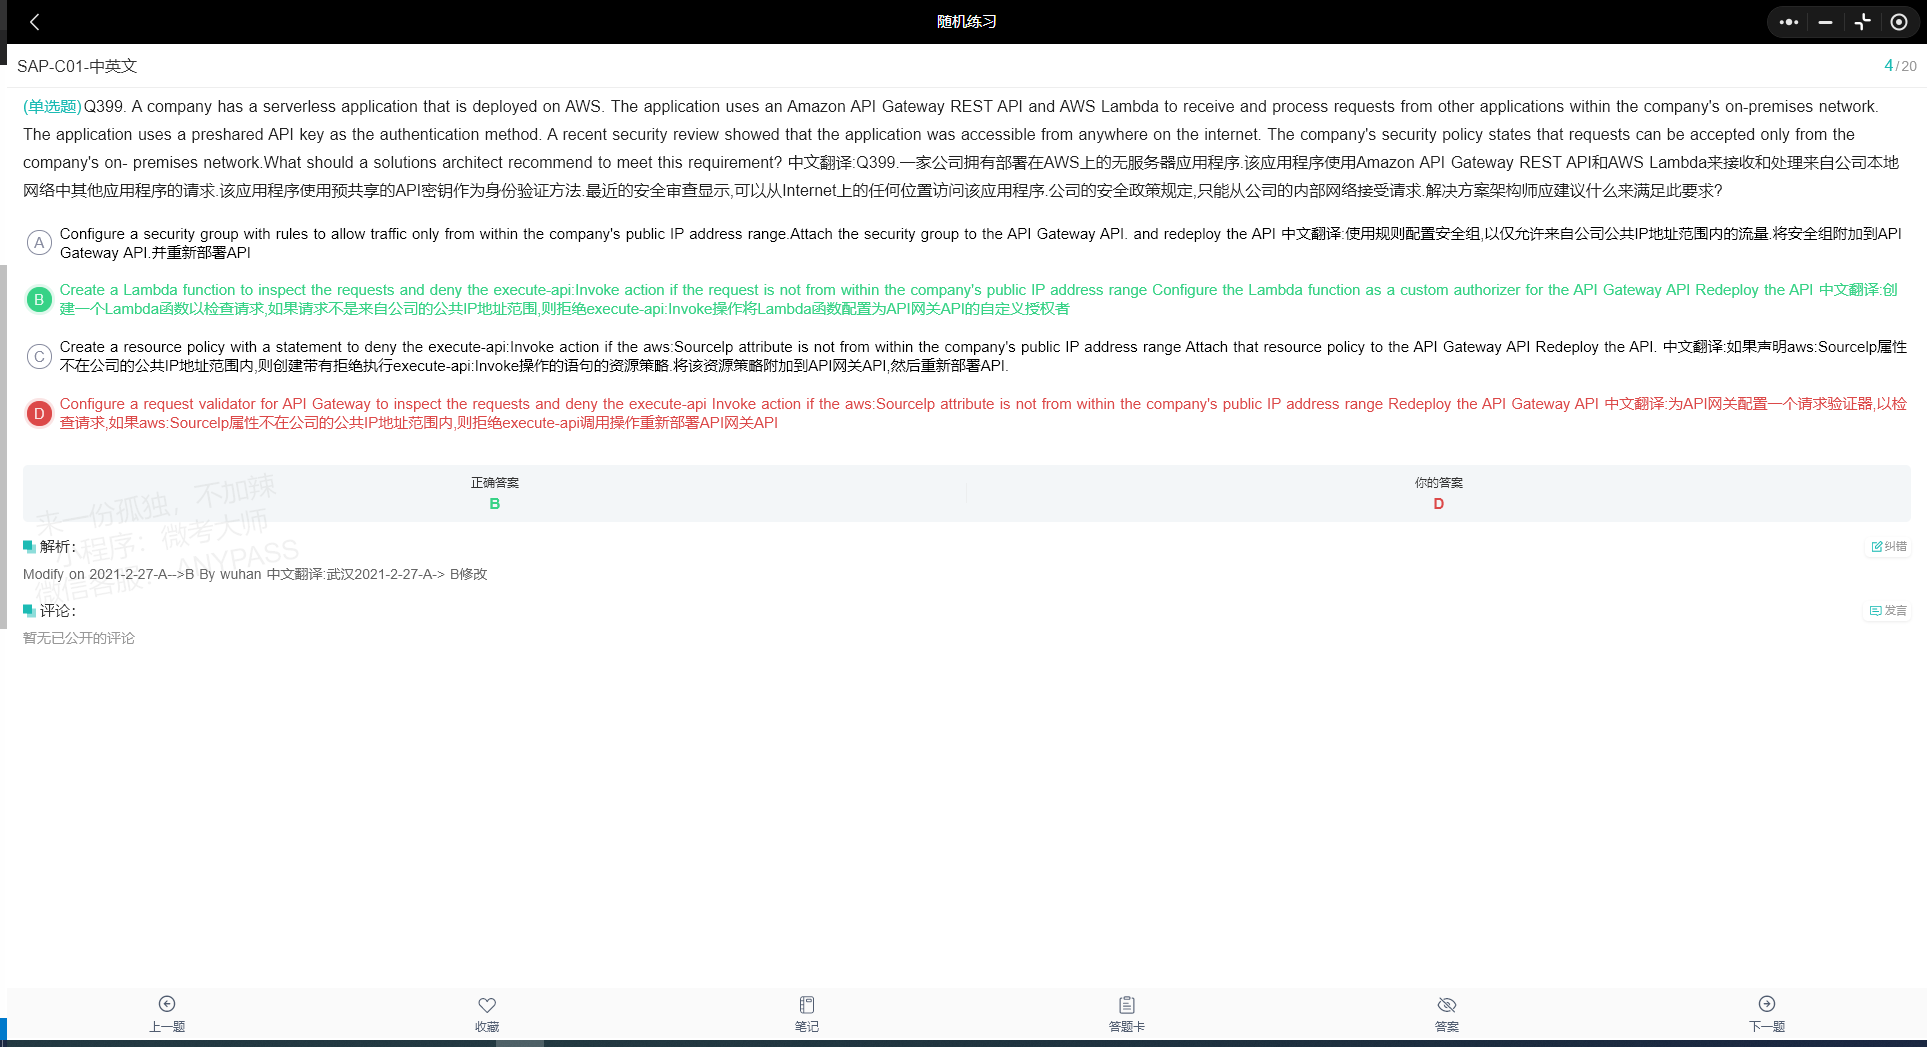 随机练习
SAP-C01-中英文
4/20
(单选题)Q399. A company has a serverless application that is deployed on AWS. The application uses an Amazon API Gateway REST API and AWS Lambda to receive and process requests from other applications within the company's on-premises network.
The application uses a preshared API key as the authentication method. A recent security review showed that the application was accessible from anywhere on the internet. The company's security policy states that requests can be accepted only from the
company's on- premises network.What should a solutions architect recommend to meet this requirement? 中文翻译:Q399.一家公司拥有部署在AWS上的无服务器应用程序.该应用程序使用Amazon API Gateway REST API和AWS Lambda来接收和处理来自公司本地
网络中其他应用程序的请求.该应用程序使用预共享的API密钥作为身份验证方法.最近的安全审查显示,可以从Internet上的任何位置访问该应用程序.公司的安全政策规定,只能从公司的内部网络接受请求.解决方案架构师应建议什么来满足此要求?
A Configure a security group with rules to allow traffic only from within the company's public IP address range.Attach the security group to the API Gateway API. and redeploy the API 中文翻译:使用规则配置安全组,以仅允许来自公司公共IP地址范围内的流量.将安全组附加到API
Gateway API.并重新部署API
B Create a Lambda function to inspect the requests and deny the execute-api:Invoke action if the request is not from within the company's public IP address range Configure the Lambda function as a custom authorizer for the API Gateway API Redeploy the API 中文翻译:创
建一个Lambda函数以检查请求,如果请求不是来自公司的公共IP地址范围,则拒绝execute-api:Invoke操作将Lambda函数配置为API网关API的自定义授权者
C Create a resource policy with a statement to deny the execute-api:Invoke action if the aws:SourceIp attribute is not from within the company's public IP address range Attach that resource policy to the API Gateway API Redeploy the API. 中文翻译:如果声明aws:SourceIp属性
不在公司的公共IP地址范围内,则创建带有拒绝执行execute-api:Invoke操作的语句的资源策略.将该资源策略附加到API网关API,然后重新部署API.
D Configure a request validator for API Gateway to inspect the requests and deny the execute-api Invoke action if the aws:SourceIp attribute is not from within the company's public IP address range Redeploy the API Gateway API 中文翻译:为API网关配置一个请求验证器,以检
查请求,如果aws:SourceIp属性不在公司的公共IP地址范围内,则拒绝execute-api调用操作重新部署API网关API
正确答案
B
你的答案
D
来一份孤独，不加辣
小程序：微考大师
微信客服：ANYPASS
解析：
纠错
Modify on 2021-2-27-A-->B By wuhan 中文翻译:武汉2021-2-27-A-> B修改
评论：
发言
暂无已公开的评论
上一题
收藏
笔记
答题卡
答案
下一题